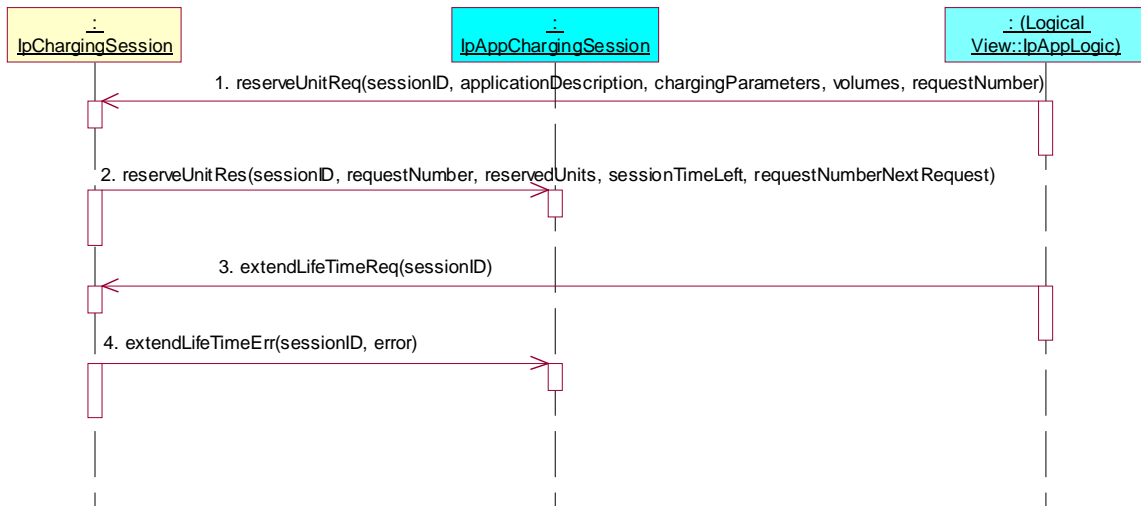 :
IpChargingSession
:
IpAppChargingSession
: (Logical
View::IpAppLogic)
1. reserveUnitReq(sessionID, applicationDescription, chargingParameters, volumes, requestNumber)
2. reserveUnitRes(sessionID, requestNumber, reservedUnits, sessionTimeLeft, requestNumberNextRequest)
3. extendLifeTimeReq(sessionID)
4. extendLifeTimeErr(sessionID, error)